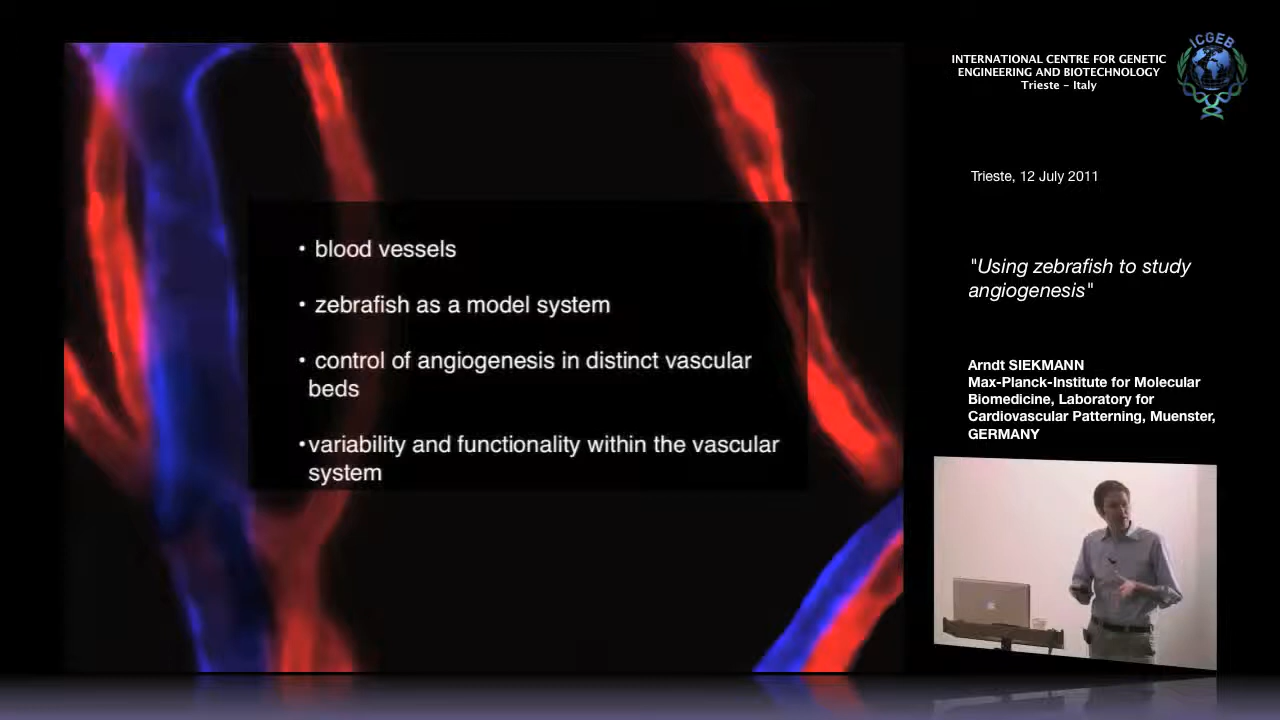 • blood vessels
• zebrafish as a model system
• control of angiogenesis in distinct vascular
beds
•variability and functionality within the vascular
system
INTERNATIONAL CENTRE FOR GENETIC
ENGINEERING AND BIOTECHNOLOGY
Trieste – Italy
ICGEB
Trieste, 12 July 2011
"Using zebrafish to study
angiogenesis"
Arndt SIEKMANN
Max-Planck-Institute for Molecular
Biomedicine, Laboratory for
Cardiovascular Patterning, Muenster,
GERMANY